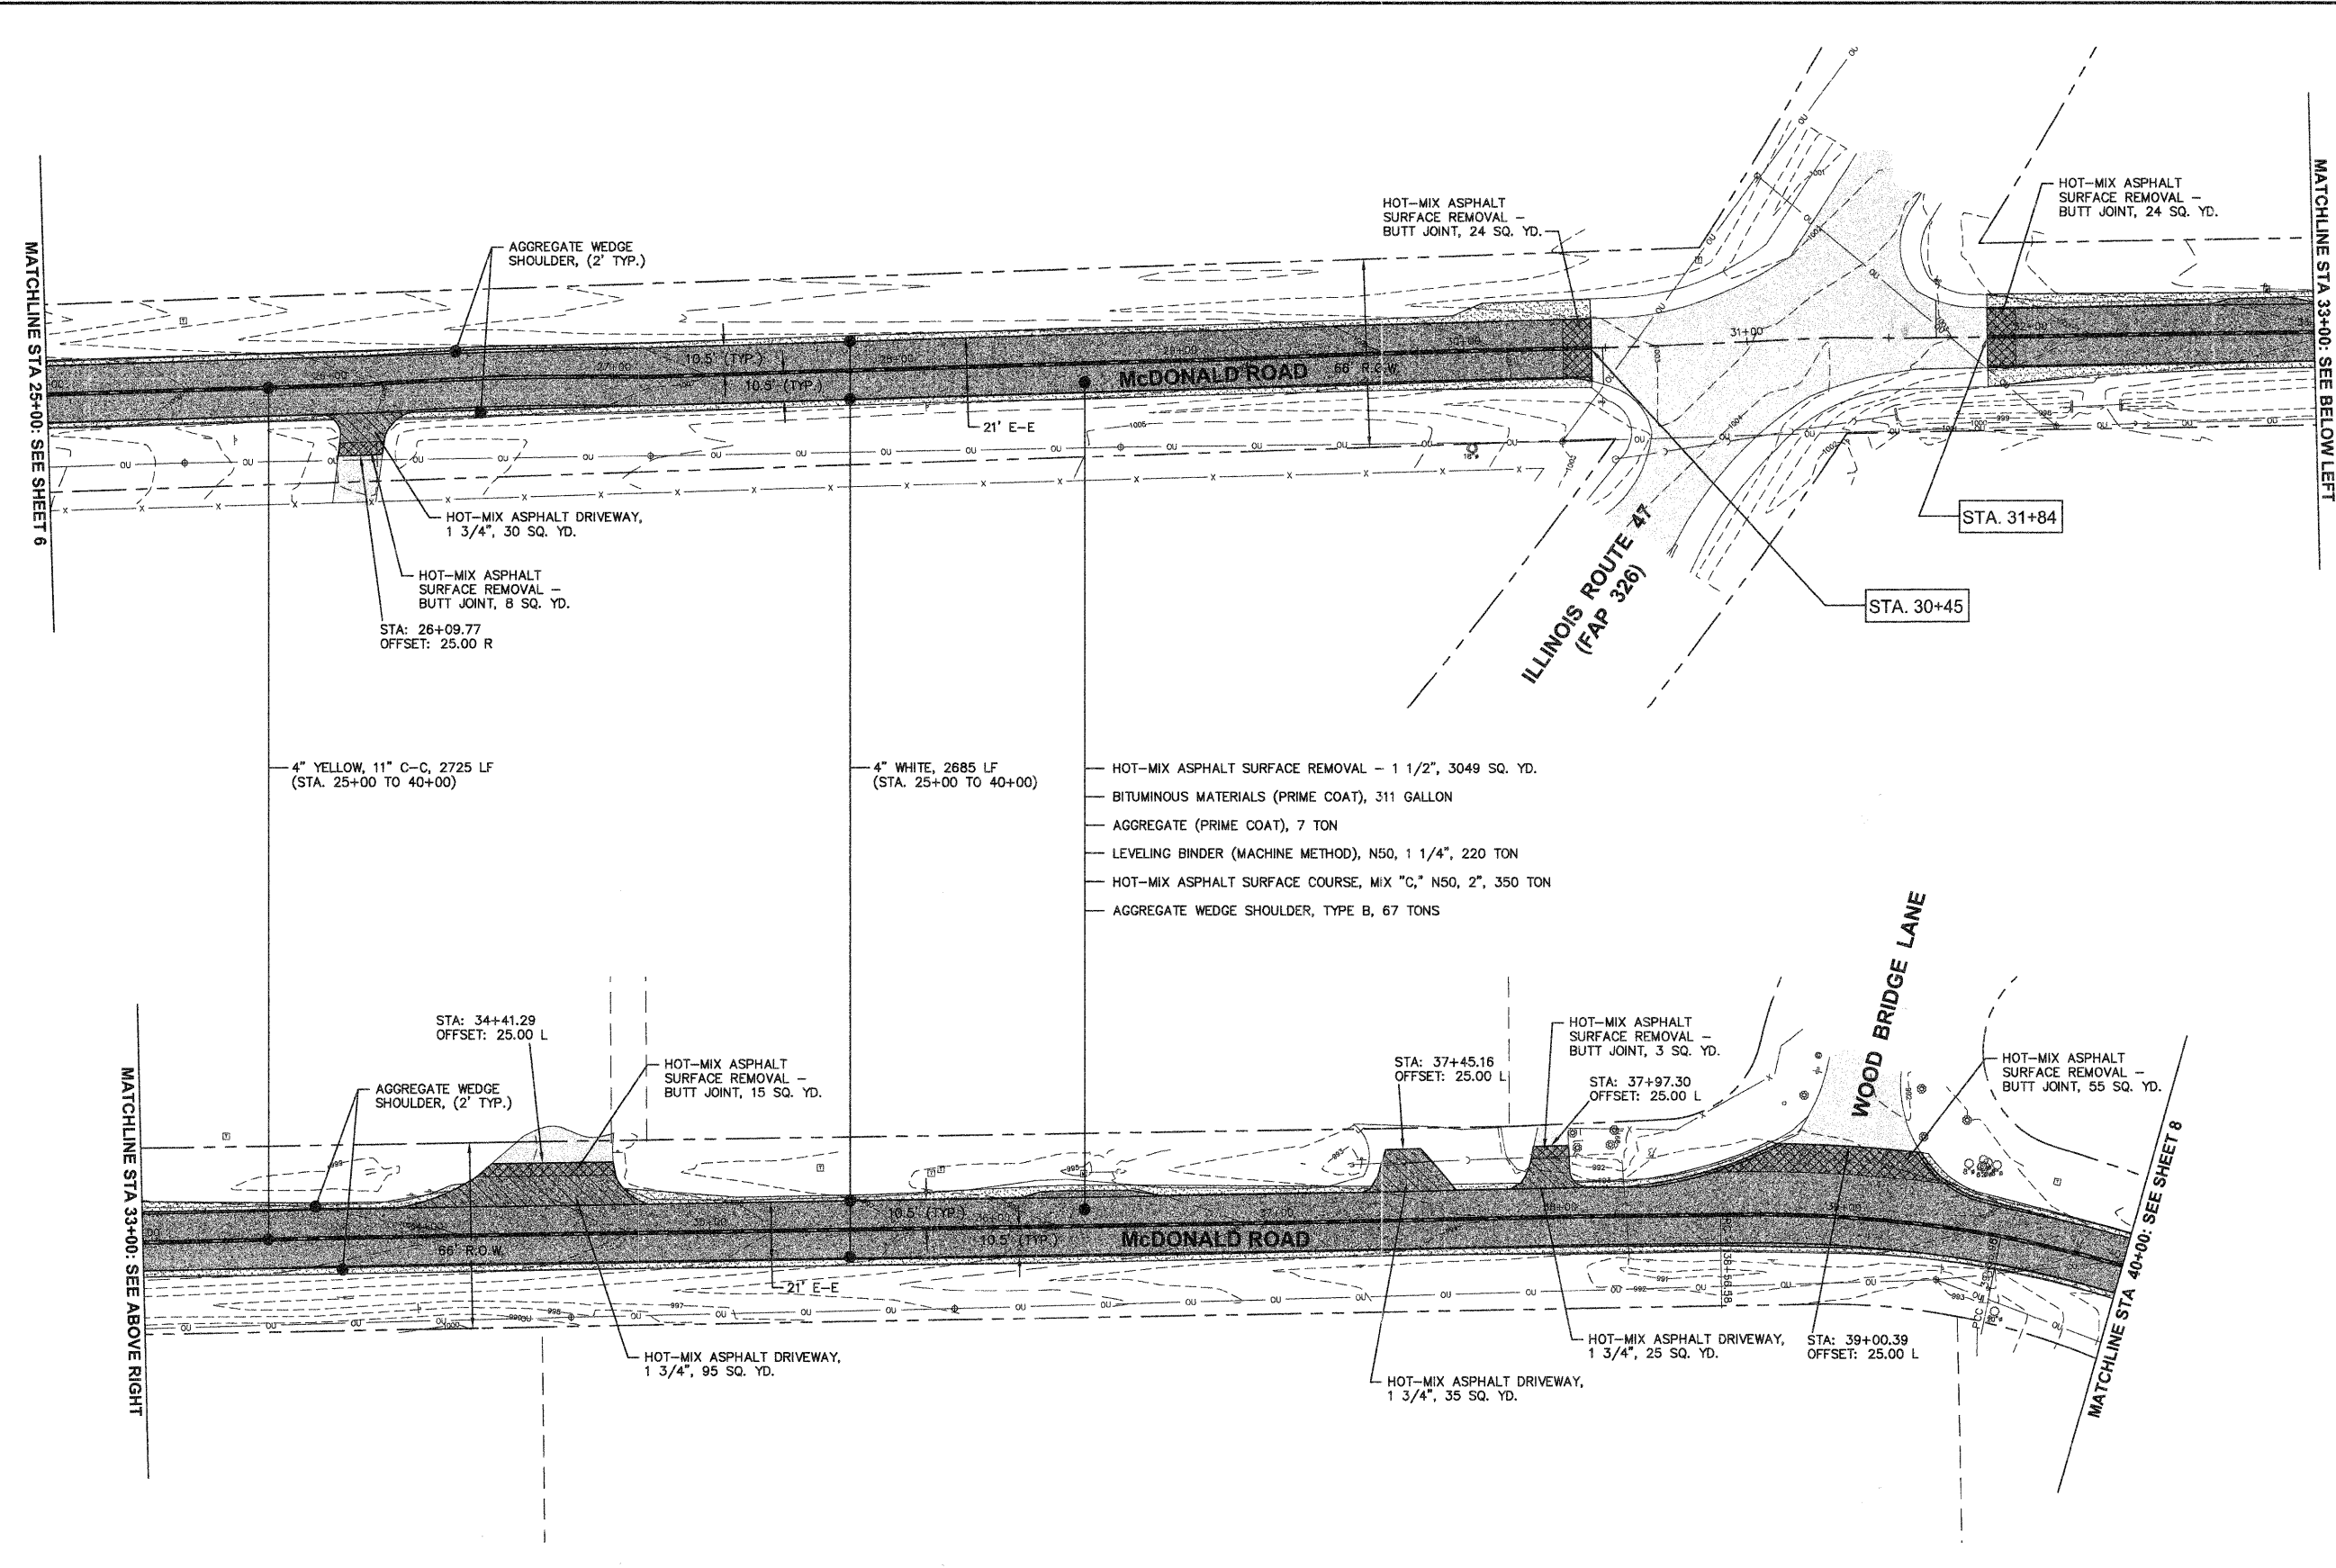 MATCHLINE STA 25+00: SEE SHEET 6
AGGREGATE WEDGE
SHOULDER, (2' TYP.)
HOT-MIX ASPHALT
SURFACE REMOVAL -
BUTT JOINT, 24 SQ. YD.
HOT-MIX ASPHALT
SURFACE REMOVAL -
BUTT JOINT, 24 SQ. YD.
MATCHLINE STA 33+00: SEE BELOW LEFT
10.5' (TYP.)
10.5' (TYP.)
27+00
McDONALD ROAD
66' R.O.W.
31+00
21' E-E
HOT-MIX ASPHALT DRIVEWAY,
1 3/4", 30 SQ. YD.
HOT-MIX ASPHALT
SURFACE REMOVAL -
BUTT JOINT, 8 SQ. YD.
STA: 26+09.77
OFFSET: 25.00 R
STA. 31+84
STA. 30+45
ILLINOIS ROUTE 47
(FAP 326)
4" YELLOW, 11" C-C, 2725 LF
(STA. 25+00 TO 40+00)
4" WHITE, 2685 LF
(STA. 25+00 TO 40+00)
HOT-MIX ASPHALT SURFACE REMOVAL - 1 1/2", 3049 SQ. YD.
BITUMINOUS MATERIALS (PRIME COAT), 311 GALLON
AGGREGATE (PRIME COAT), 7 TON
LEVELING BINDER (MACHINE METHOD), N50, 1 1/4", 220 TON
HOT-MIX ASPHALT SURFACE COURSE, MIX "C," N50, 2", 350 TON
AGGREGATE WEDGE SHOULDER, TYPE B, 67 TONS
MATCHLINE STA 33+00: SEE ABOVE RIGHT
STA: 34+41.29
OFFSET: 25.00 L
AGGREGATE WEDGE
SHOULDER, (2' TYP.)
HOT-MIX ASPHALT
SURFACE REMOVAL -
BUTT JOINT, 15 SQ. YD.
STA: 37+45.16
OFFSET: 25.00 L
HOT-MIX ASPHALT
SURFACE REMOVAL -
BUTT JOINT, 3 SQ. YD.
STA: 37+97.30
OFFSET: 25.00 L
WOOD BRIDGE LANE
HOT-MIX ASPHALT
SURFACE REMOVAL -
BUTT JOINT, 55 SQ. YD.
MATCHLINE STA 40+00: SEE SHEET 8
66' R.O.W.
10.5' (TYP.)
10.5' (TYP.)
McDONALD ROAD
21' E-E
HOT-MIX ASPHALT DRIVEWAY,
1 3/4", 95 SQ. YD.
HOT-MIX ASPHALT DRIVEWAY,
1 3/4", 35 SQ. YD.
HOT-MIX ASPHALT DRIVEWAY,
1 3/4", 25 SQ. YD.
STA: 39+00.39
OFFSET: 25.00 L